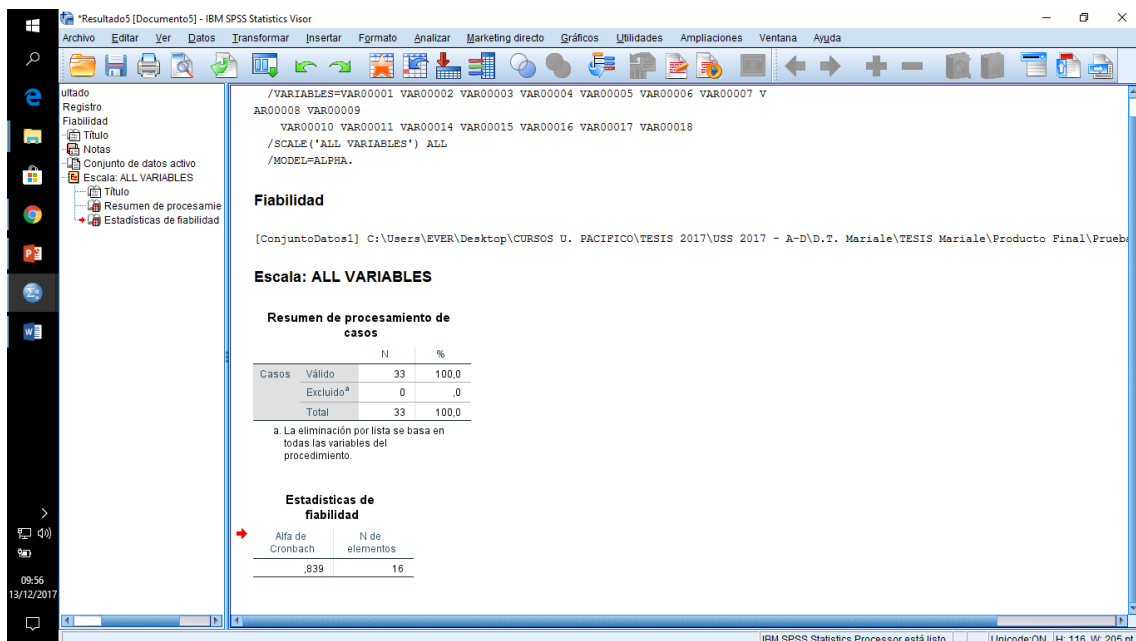 *Resultado5 [Documento5] - IBM SPSS Statistics Visor
Archivo Editar Ver Datos Transformar Insertar Formato Analizar Marketing directo Gráficos Utilidades Ampliaciones Ventana Ayuda
ultado
Registro
Fiabilidad
Título
Notas
Conjunto de datos activo
Escala: ALL VARIABLES
Título
Resumen de procesamie
Estadísticas de fiabilidad
/VARIABLES=VAR00001 VAR00002 VAR00003 VAR00004 VAR00005 VAR00006 VAR00007 V
AR00008 VAR00009
VAR00010 VAR00011 VAR00014 VAR00015 VAR00016 VAR00017 VAR00018
/SCALE('ALL VARIABLES') ALL
/MODEL=ALPHA.
Fiabilidad
[ConjuntoDatos1] C:\Users\EVER\Desktop\CURSOS U. PACIFICO\TESIS 2017\USS 2017 - A-D\D.T. Mariale\TESIS Mariale\Producto Final\Prueb
Escala: ALL VARIABLES
Resumen de procesamiento de
casos
N %
Casos Válido 33 100,0
Excluido a 0 ,0
Total 33 100,0
a. La eliminación por lista se basa en
todas las variables del
procedimiento.
Estadísticas de
fiabilidad
Alfa de
Cronbach
N de
elementos
,839 16
09:56
13/12/2017
IBM SPSS Statistics Processor está listo
Unicode:ON H: 116, W: 205 pt